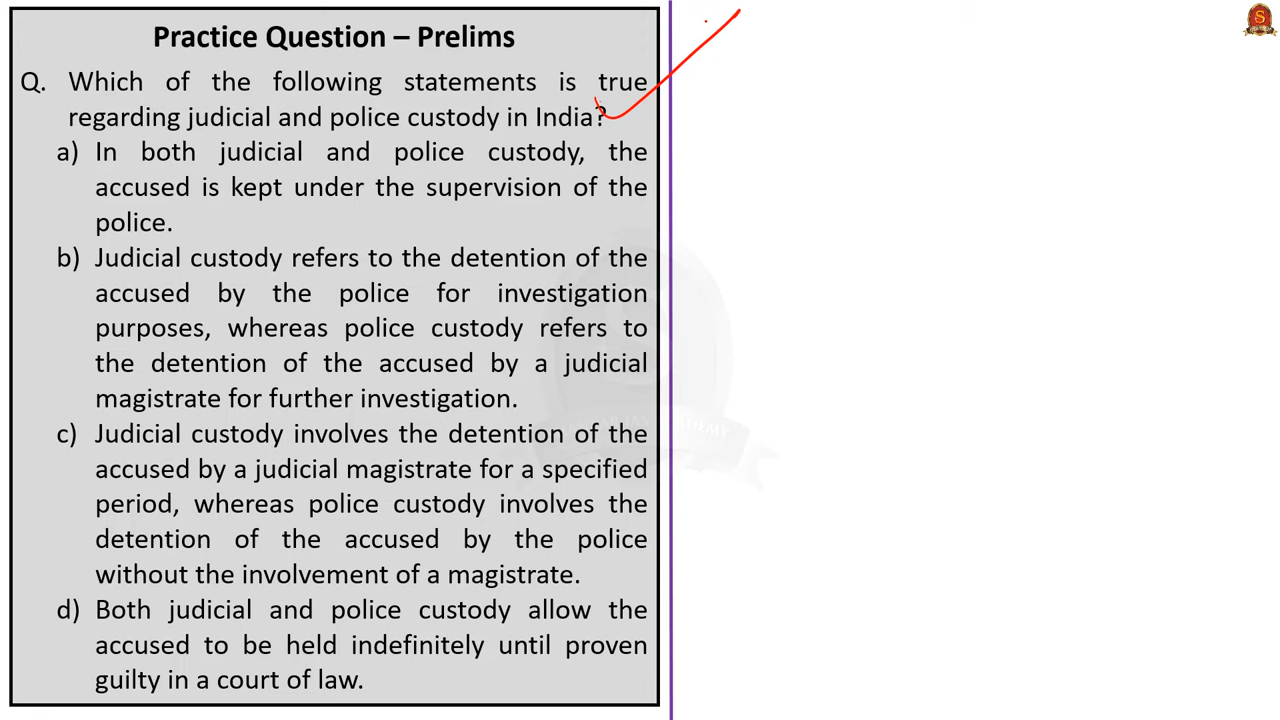 Practice Question – Prelims
Q. Which of the following statements is true
regarding judicial and police custody in India?
a) In both judicial and police custody, the
accused is kept under the supervision of the
police.
b) Judicial custody refers to the detention of the
accused by the police for investigation
purposes, whereas police custody refers to
the detention of the accused by a judicial
magistrate for further investigation.
c) Judicial custody involves the detention of the
accused by a judicial magistrate for a specified
period, whereas police custody involves the
detention of the accused by the police
without the involvement of a magistrate.
d) Both judicial and police custody allow the
accused to be held indefinitely until proven
guilty in a court of law.